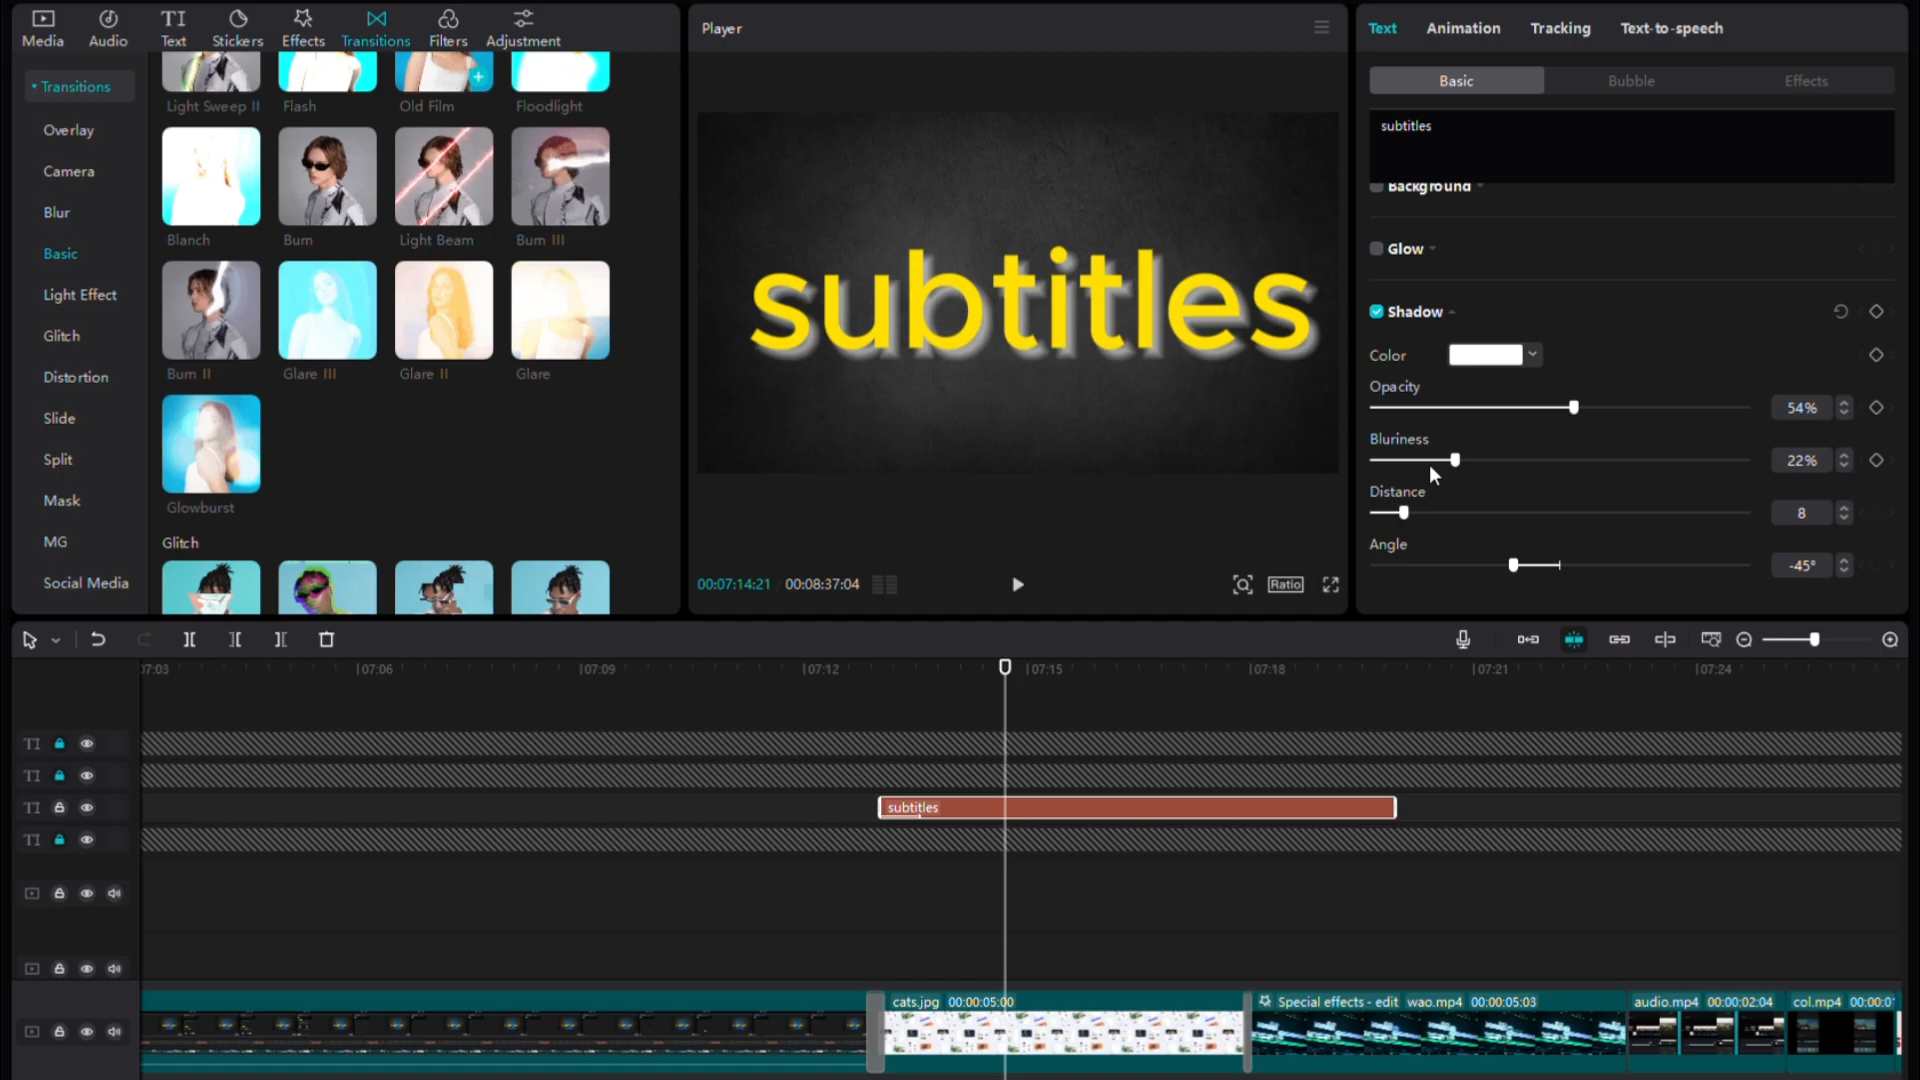 Media Audio Text Stickers Effects Transitions Filters Adjustment
Transitions
Overlay
Camera
Blur
Basic
Light Effect
Glitch
Distortion
Slide
Split
Mask
MG
Social Media
Light Sweep II Flash Old Film Floodlight
Blanch Burn Light Beam Burn III
Burn II Glare III Glare II Glare
Glowburst
Glitch
Player
subtitles
00:07:14:21 00:08:37:04
Ratio
Text Animation Tracking Text-to-speech
Basic Bubble Effects
subtitles
Background
Glow
Shadow
Color
Opacity
54%
Bluriness
22%
Distance
8
Angle
-45°
07:03 07:06 07:09 07:12 07:15 07:18 07:21 07:24
TI
TI
TI subtitles
TI
cats.jpg 00:00:05:00 Special effects - edit wao.mp4 00:00:05:03 audio.mp4 00:00:02:04 col.mp4